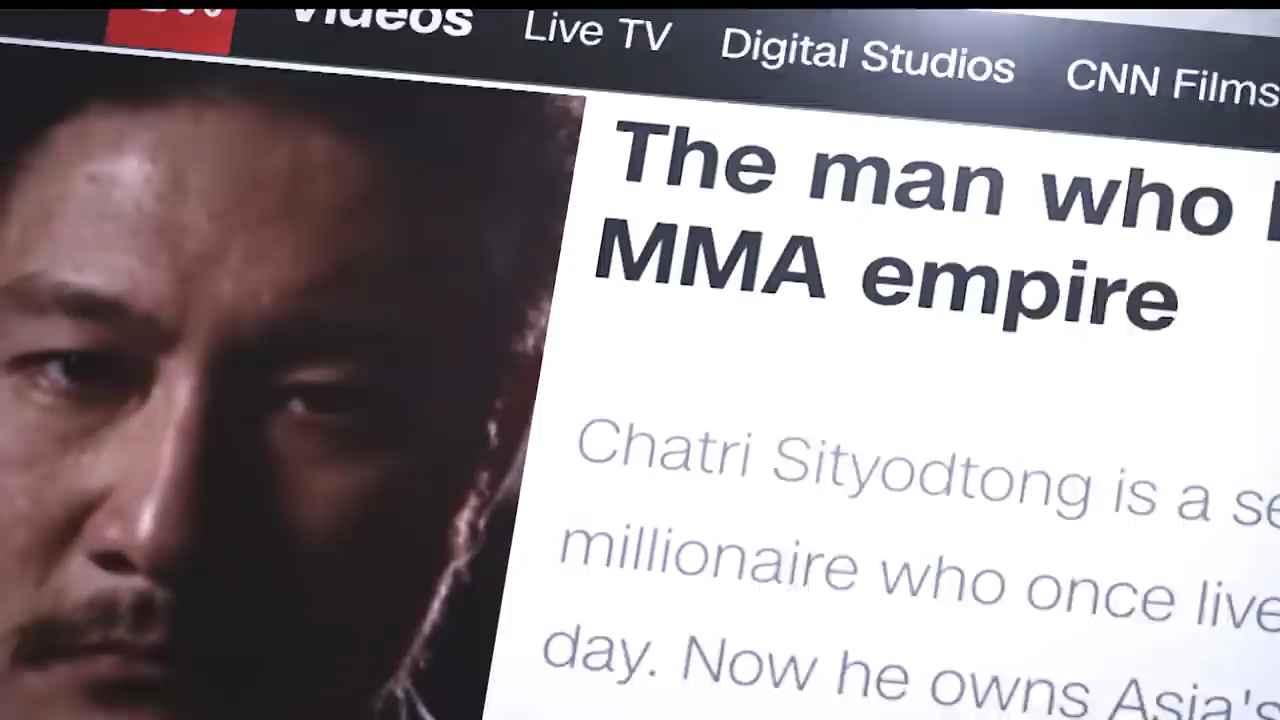 Videos Live TV Digital Studios CNN Films
The man who
MMA empire
Chatri Sityodtong is a
millionaire who once
day. Now he owns Asia's